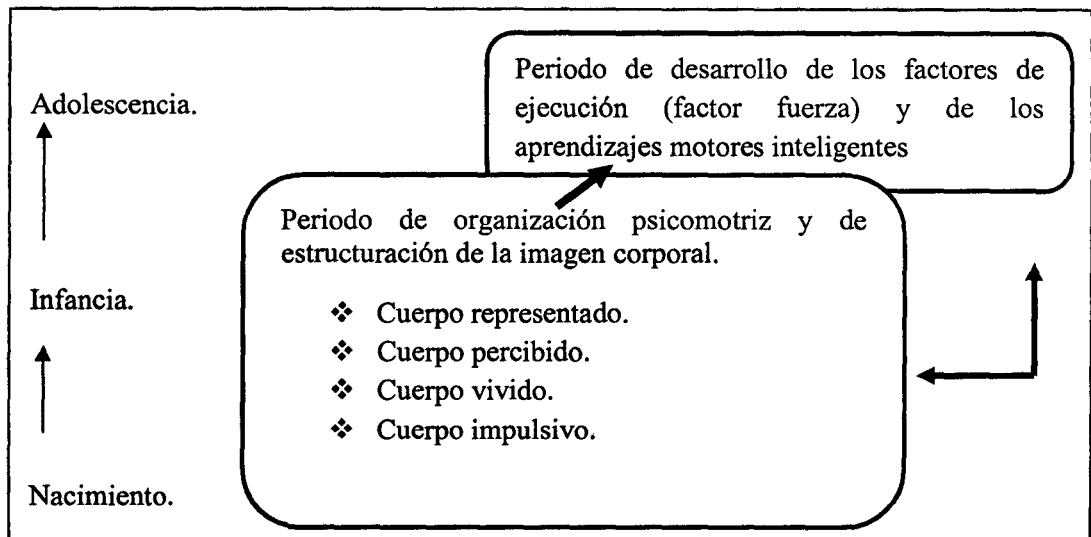 Adolescencia.
Periodo de desarrollo de los factores de
ejecución (factor fuerza) y de los
aprendizajes motores inteligentes
Periodo de organización psicomotriz y de
estructuración de la imagen corporal.
Infancia.
❖ Cuerpo representado.
❖ Cuerpo percibido.
❖ Cuerpo vivido.
❖ Cuerpo impulsivo.
Nacimiento.